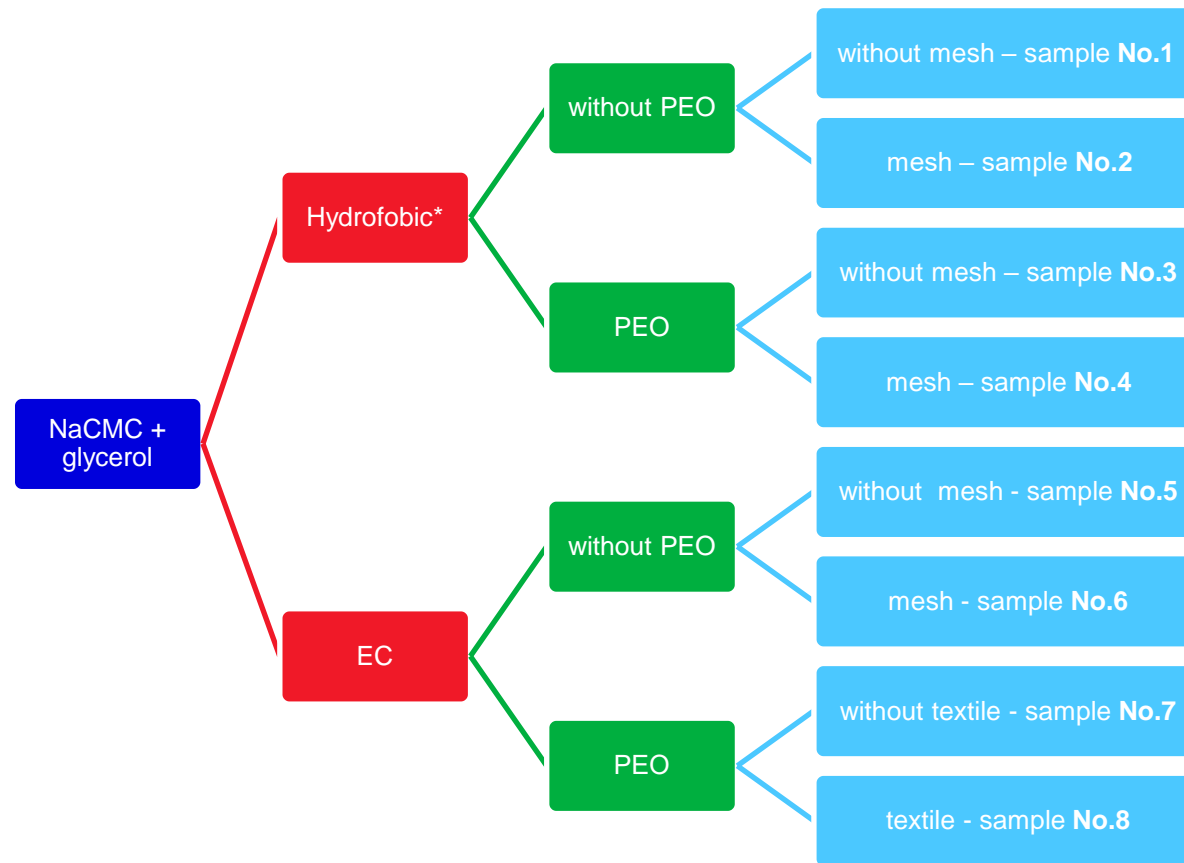 NaCMC +
glycerol
Hydrofobic*
without PEO
without mesh – sample No.1
mesh – sample No.2
PEO
without mesh – sample No.3
mesh – sample No.4
EC
without PEO
without  mesh - sample No.5
mesh - sample No.6
PEO
without textile - sample No.7
textile - sample No.8